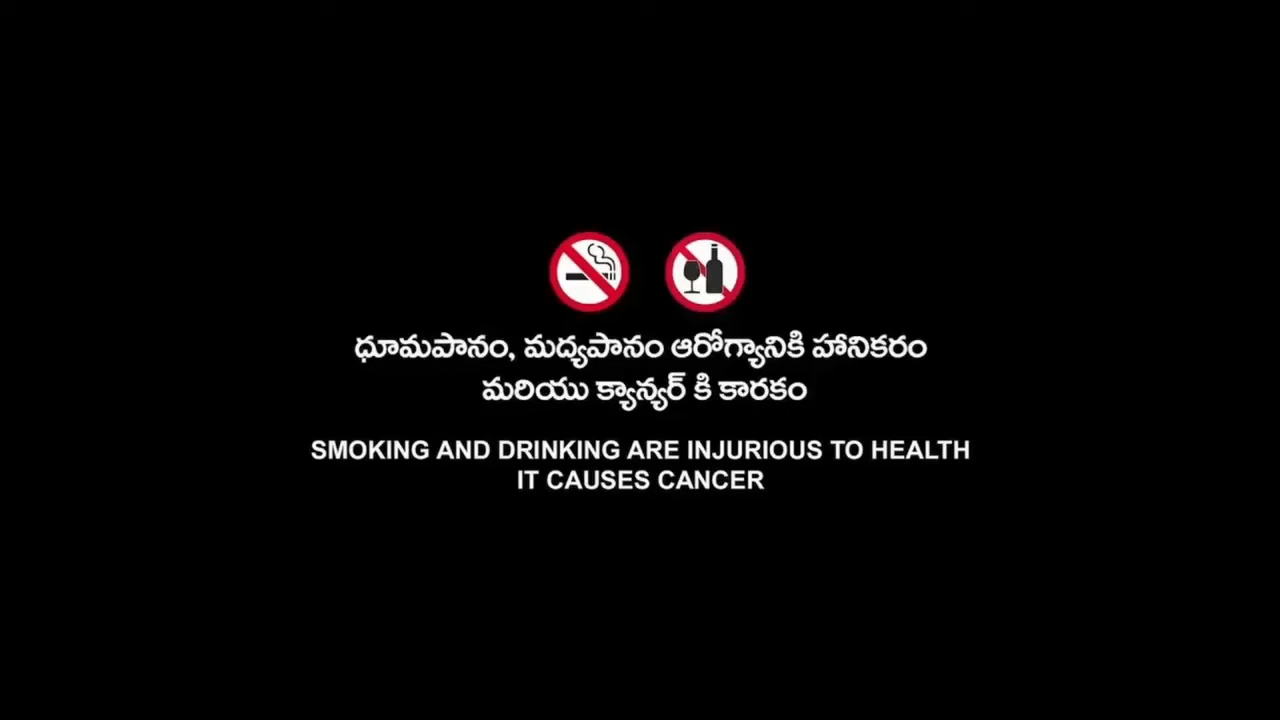 ధూమపానం, మద్యపానం ఆరోగ్యానికి హానికరం
మరియు క్యాన్సర్ కి కారకం
SMOKING AND DRINKING ARE INJURIOUS TO HEALTH
IT CAUSES CANCER